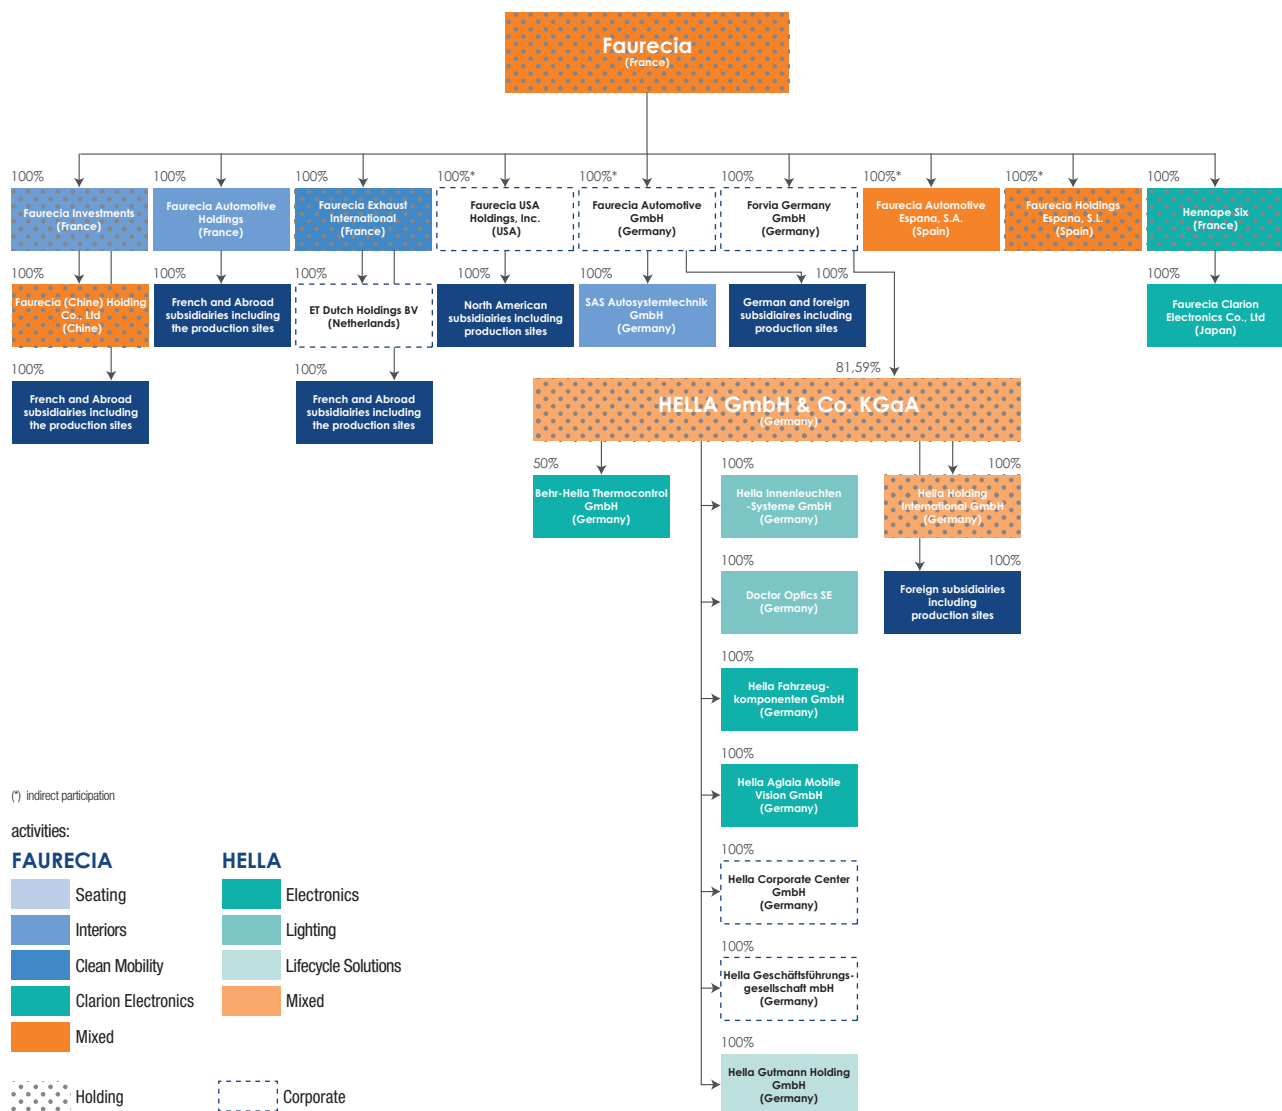 Faurecia
(France)
100%
100%
100%
100%*
100%*
100%
100%*
100%*
100%
Faurecia Investments
(France)
Faurecia Automotive
Holdings
(France)
Faurecia Exhaust
International
(France)
Faurecia USA
Holdings, Inc.
(USA)
Faurecia Automotive
GmbH
(Germany)
Forvia Germany
GmbH
(Germany)
Faurecia Automotive
Espana, S.A.
(Spain)
Faurecia Holdings
Espana, S.L.
(Spain)
Hennape Six
(France)
100%
100%
100%
100%
100%
100%
100%
Faurecia (Chine) Holding
Co., Ltd
(Chine)
French and Abroad
subsidiairies including
the production sites
ET Dutch Holdings BV
(Netherlands)
North American
subsidiaries including
production sites
SAS Autosystemtechnik
GmbH
(Germany)
German and foreign
subsidiaires including
production sites
Faurecia Clarion
Electronics Co., Ltd
(Japan)
100%
100%
81,59%
French and Abroad
subsidiairies including
the production sites
French and Abroad
subsidiairies including
the production sites
HELLA GmbH & Co. KGaA
(Germany)
50%
100%
100%
Behr-Hella Thermocontrol
GmbH
(Germany)
Hella Innenleuchten
-Systeme GmbH
(Germany)
Hella Holding
International GmbH
(Germany)
100%
100%
Doctor Optics SE
(Germany)
Foreign subsidiairies
including
production sites
100%
Hella Fahrzeug-
komponenten GmbH
(Germany)
100%
Hella Aglaia Mobile
Vision GmbH
(Germany)
100%
Hella Corporate Center
GmbH
(Germany)
100%
Hella Geschäftsführungs-
gesellschaft mbH
(Germany)
100%
Hella Gutmann Holding
GmbH
(Germany)
(*) indirect participation
activities:
FAURECIA
Seating
Interiors
Clean Mobility
Clarion Electronics
Mixed
Holding
HELLA
Electronics
Lighting
Lifecycle Solutions
Mixed
Corporate